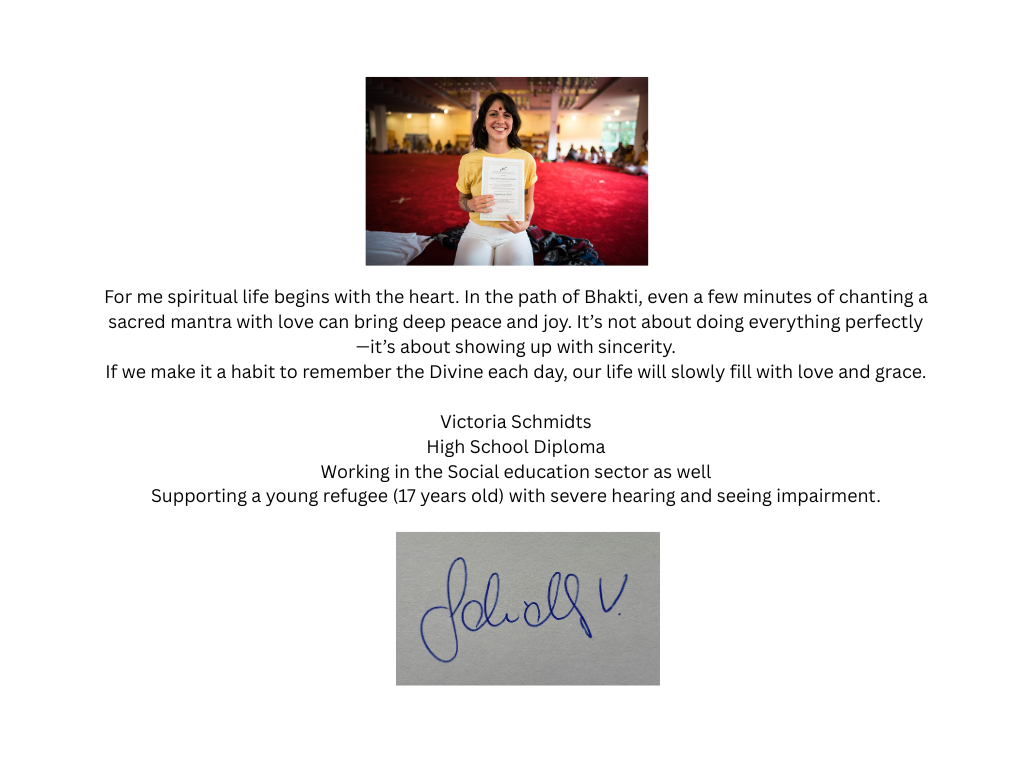 For me spiritual life begins with the heart. In the path of Bhakti, even a few minutes of chanting a
sacred mantra with love can bring deep peace and joy. It’s not about doing everything perfectly
—it’s about showing up with sincerity.
If we make it a habit to remember the Divine each day, our life will slowly fill with love and grace.
Victoria Schmidts
High School Diploma
Working in the Social education sector as well
Supporting a young refugee (17 years old) with severe hearing and seeing impairment.
V.